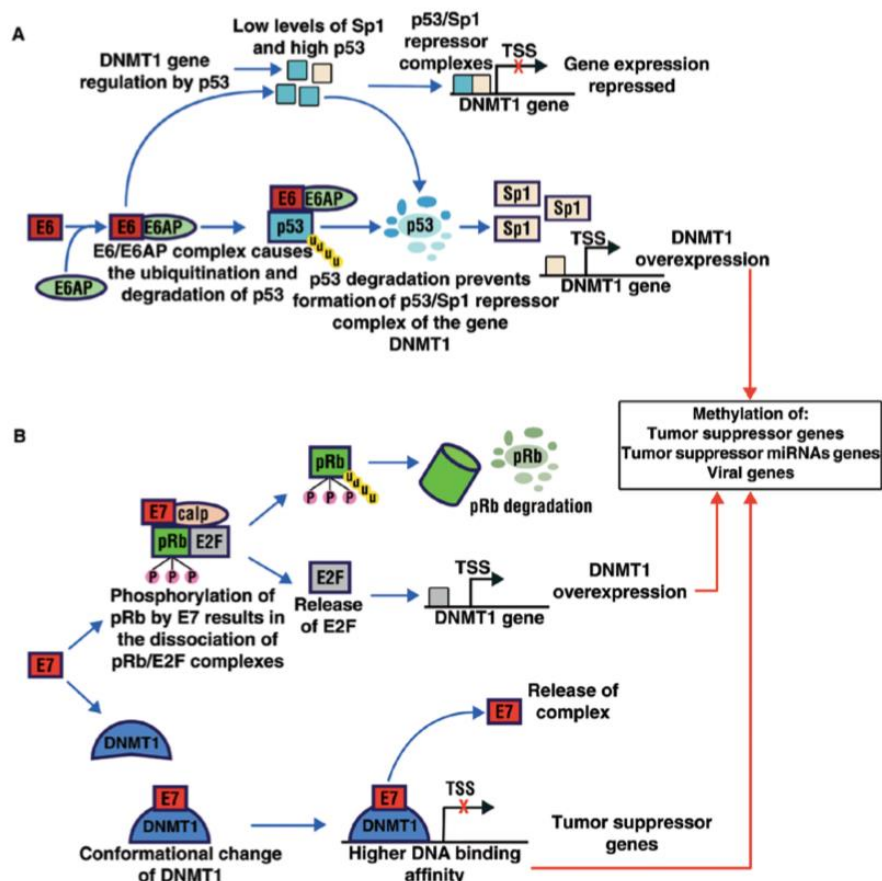 A
DNMT1 gene
regulation by p53
Low levels of Sp1
and high p53
p53/Sp1
repressor
complexes
TSS
X
DNMT1 gene
Gene expression
repressed
E6
E6AP
E6 E6AP
E6/E6AP complex causes
the ubiquitination and
degradation of p53
E6 E6AP
p53
U U U U
p53
p53 degradation prevents
formation of p53/Sp1 repressor
complex of the gene
DNMT1
Sp1
Sp1
Sp1
TSS
DNMT1 gene
DNMT1
overexpression
Methylation of:
Tumor suppressor genes
Tumor suppressor miRNAs genes
Viral genes
B
E7
E7 calp
pRb E2F
P P P
Phosphorylation of
pRb by E7 results in
the dissociation of
pRb/E2F complexes
pRb
U U U U
P P P
pRb
pRb degradation
E2F
Release
of E2F
TSS
DNMT1 gene
DNMT1
overexpression
DNMT1
E7
DNMT1
Conformational change
of DNMT1
E7
DNMT1
TSS
X
Higher DNA binding
affinity
E7
Release of
complex
Tumor suppressor
genes